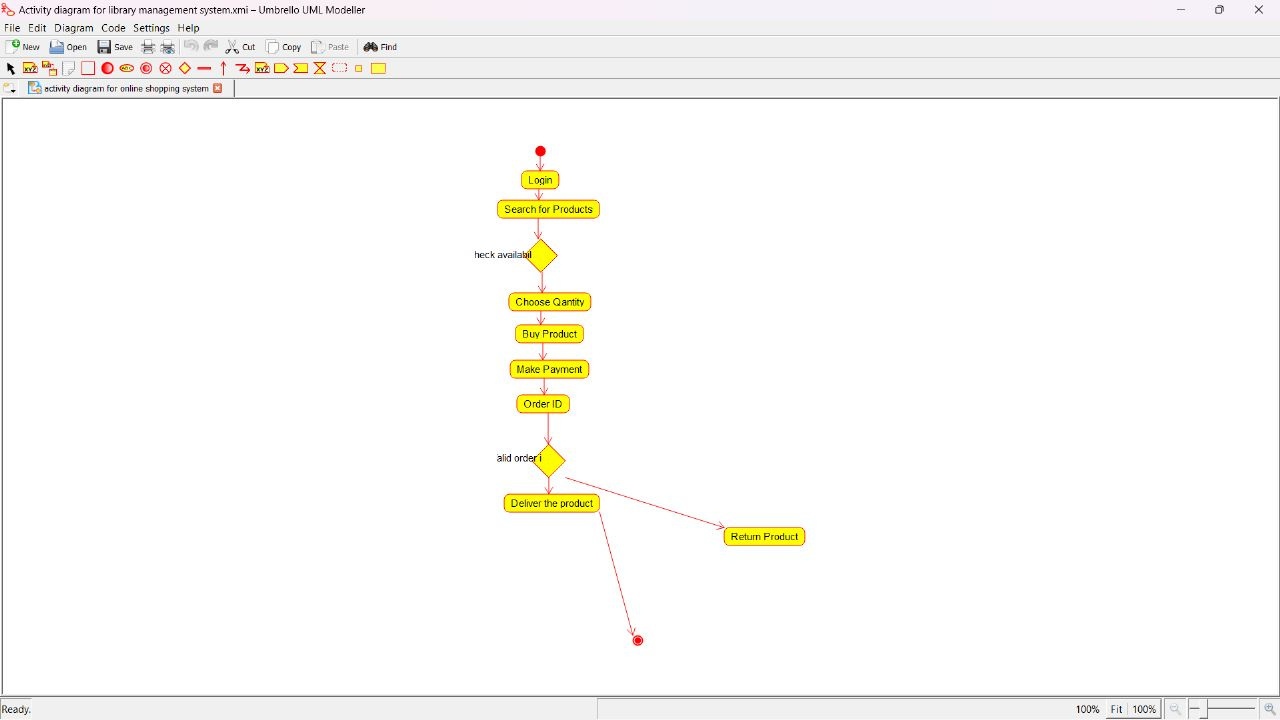 Activity diagram for library management system.xmi – Umbrello UML Modeller
File Edit Diagram Code Settings Help
New Open Save Cut Copy Paste Find
activity diagram for online shopping system
Login
Search for Products
heck availabil
Choose Qantity
Buy Product
Make Payment
Order ID
alid order i
Deliver the product
Return Product
Ready. 100% Fit 100%